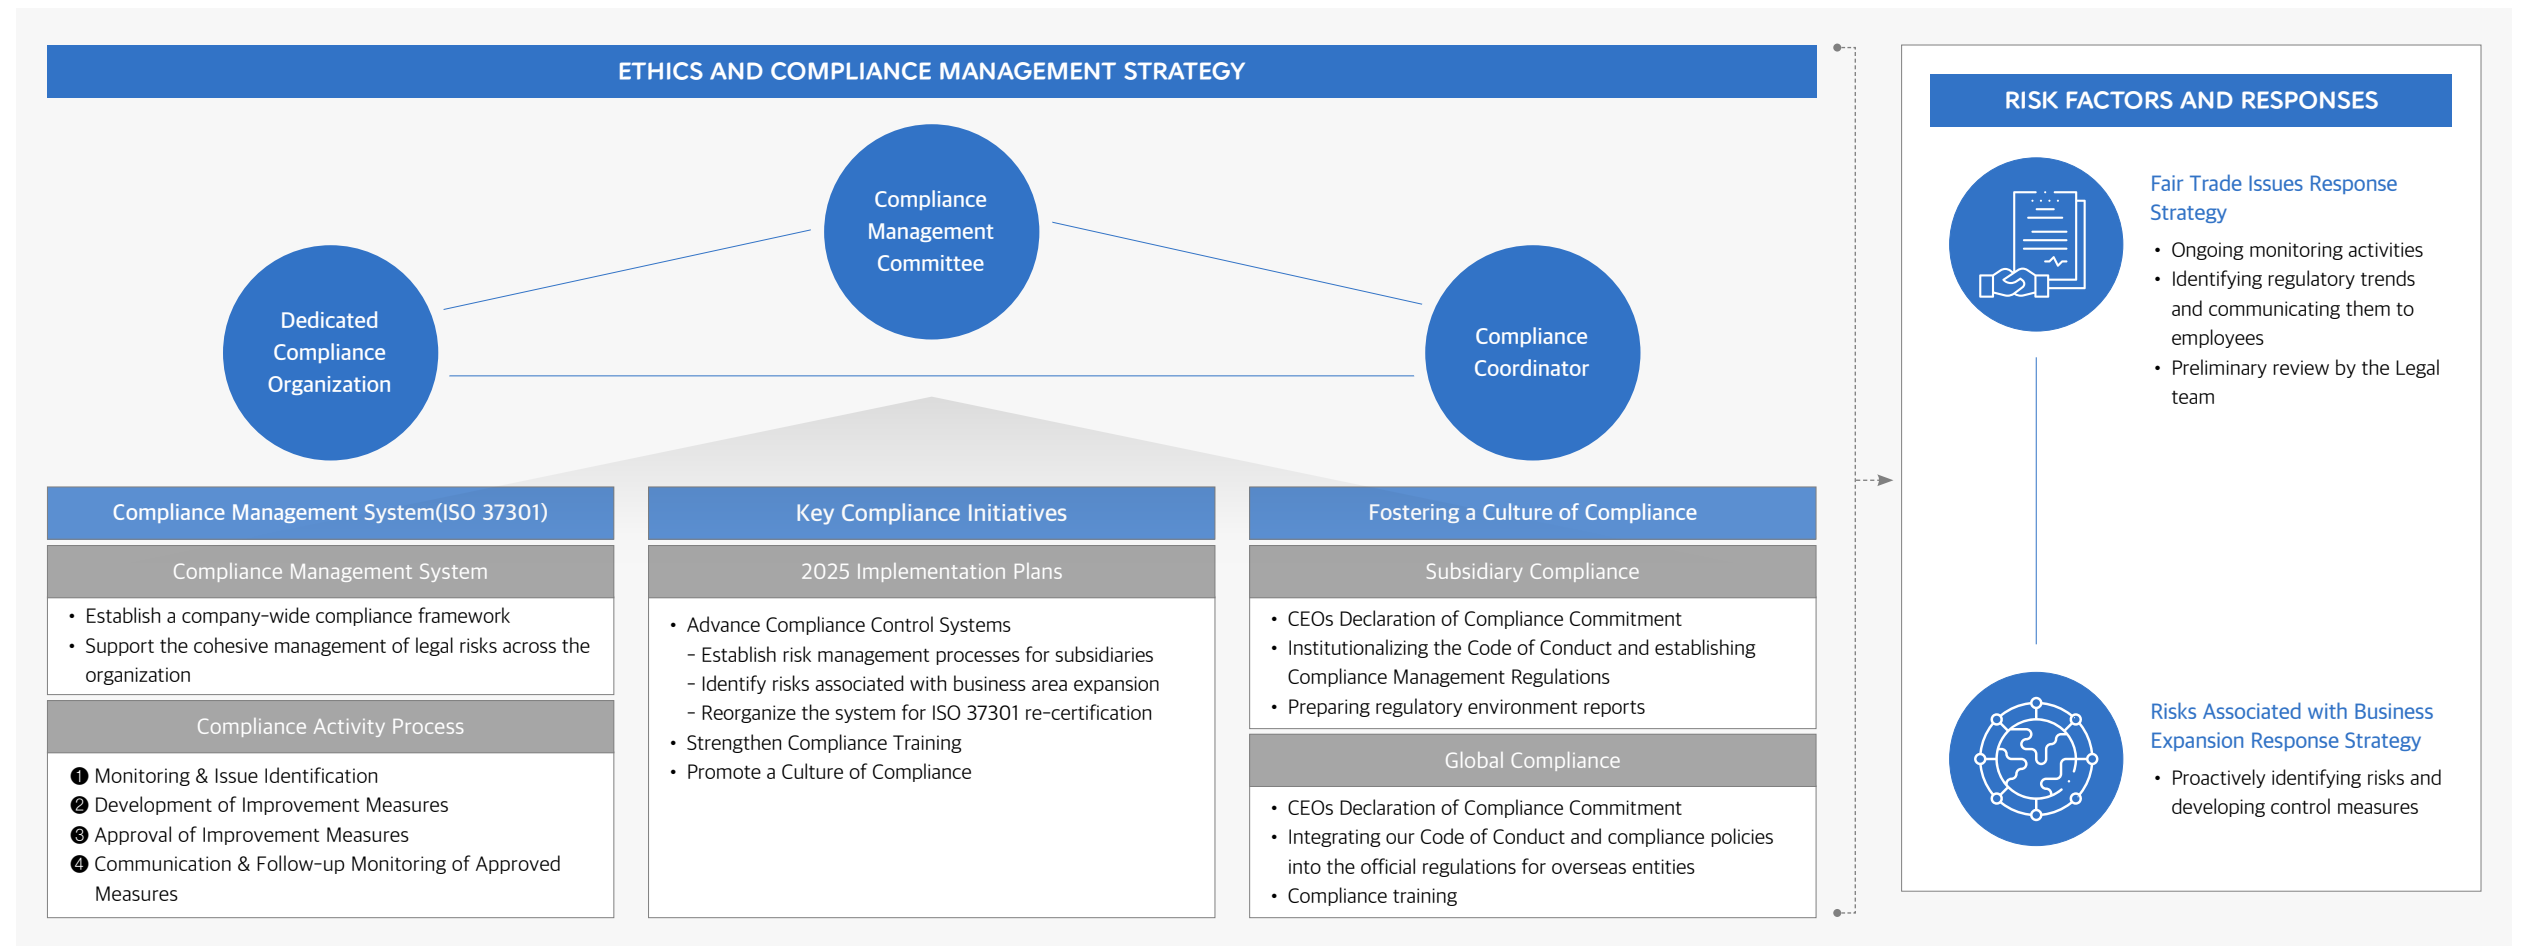 ETHICS AND COMPLIANCE MANAGEMENT STRATEGY
Compliance
Management
Committee
Dedicated
Compliance
Organization
Compliance
Coordinator
Compliance Management System(ISO 37301)
Compliance Management System
• Establish a company-wide compliance framework
• Support the cohesive management of legal risks across the
organization
Compliance Activity Process
❶ Monitoring & Issue Identification
❷ Development of Improvement Measures
❸ Approval of Improvement Measures
❹ Communication & Follow-up Monitoring of Approved
Measures
Key Compliance Initiatives
2025 Implementation Plans
• Advance Compliance Control Systems
- Establish risk management processes for subsidiaries
- Identify risks associated with business area expansion
- Reorganize the system for ISO 37301 re-certification
• Strengthen Compliance Training
• Promote a Culture of Compliance
Fostering a Culture of Compliance
Subsidiary Compliance
• CEOs Declaration of Compliance Commitment
• Institutionalizing the Code of Conduct and establishing
Compliance Management Regulations
• Preparing regulatory environment reports
Global Compliance
• CEOs Declaration of Compliance Commitment
• Integrating our Code of Conduct and compliance policies
into the official regulations for overseas entities
• Compliance training
RISK FACTORS AND RESPONSES
Fair Trade Issues Response
Strategy
• Ongoing monitoring activities
• Identifying regulatory trends
and communicating them to
employees
• Preliminary review by the Legal
team
Risks Associated with Business
Expansion Response Strategy
• Proactively identifying risks and
developing control measures